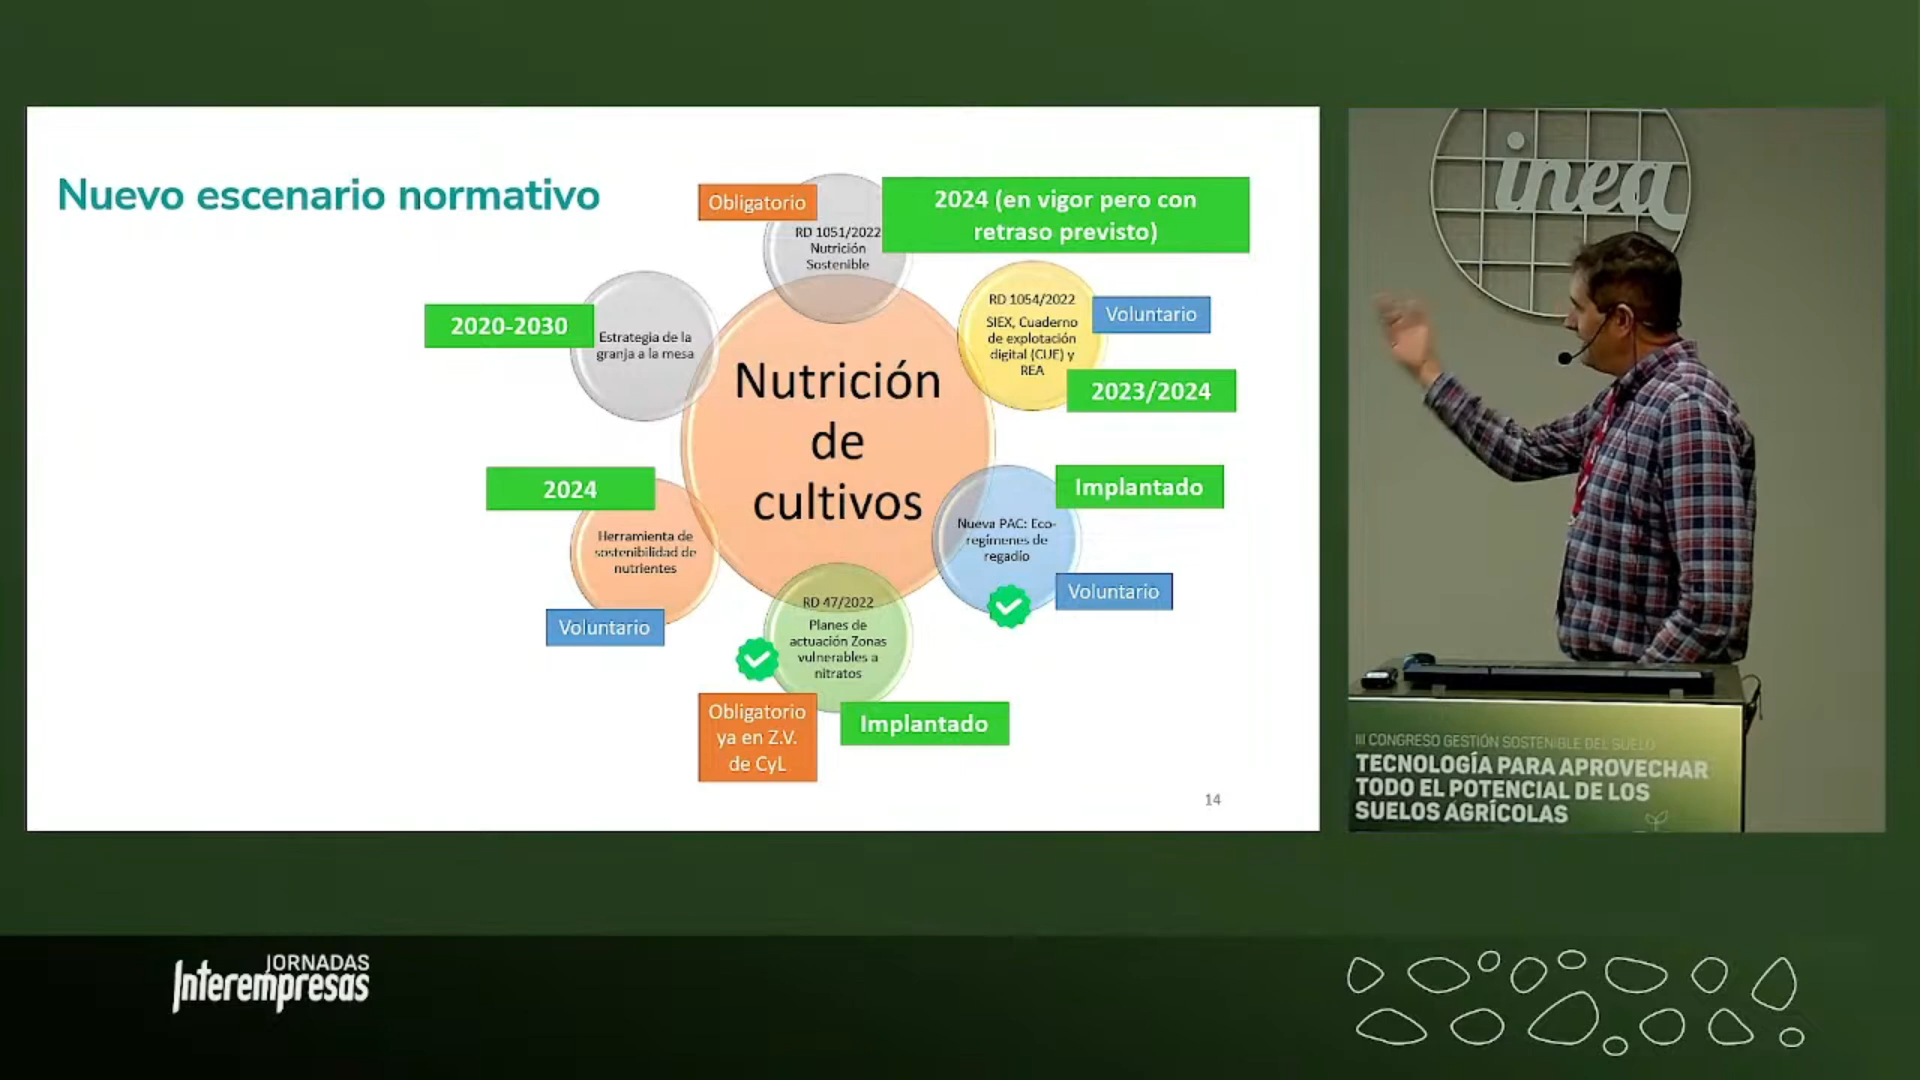 Nuevo escenario normativo
Obligatorio
2024 (en vigor pero con
retraso previsto)
RD 1051/2022
Nutrición
Sostenible
2020-2030
Estrategia de la
granja a la mesa
RD 1054/2022
SIEX, Cuaderno
de explotación
digital (CUE) y
REA
Voluntario
2023/2024
Nutrición
de
cultivos
2024
Herramienta de
sostenibilidad de
nutrientes
Voluntario
Implantado
Nueva PAC: Eco-
regímenes de
regadío
Voluntario
RD 47/2022
Planes de
actuación Zonas
vulnerables a
nitratos
Obligatorio
ya en Z.V.
de CyL
Implantado
14
inea
III CONGRESO GESTIÓN SOSTENIBLE DEL SUELO
TECNOLOGÍA PARA APROVECHAR
TODO EL POTENCIAL DE LOS
SUELOS AGRÍCOLAS
JORNADAS
Interempresas